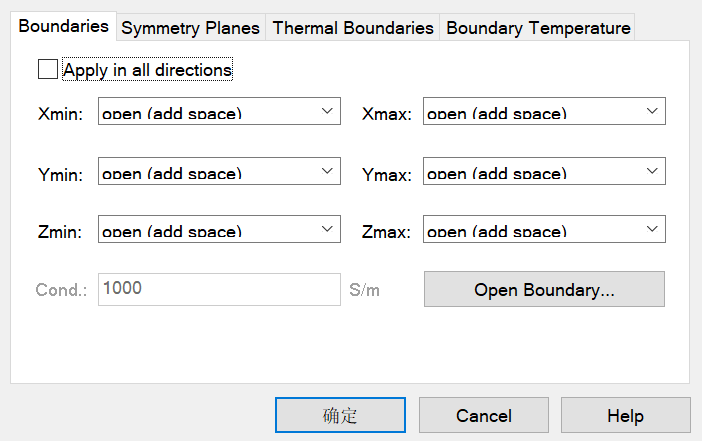 Boundaries Symmetry Planes Thermal Boundaries Boundary Temperature
Apply in all directions
Xmin: open (add space) Xmax: open (add space)
Ymin: open (add space) Ymax: open (add space)
Zmin: open (add space) Zmax: open (add space)
Cond.: 1000 S/m Open Boundary...
确定 Cancel Help